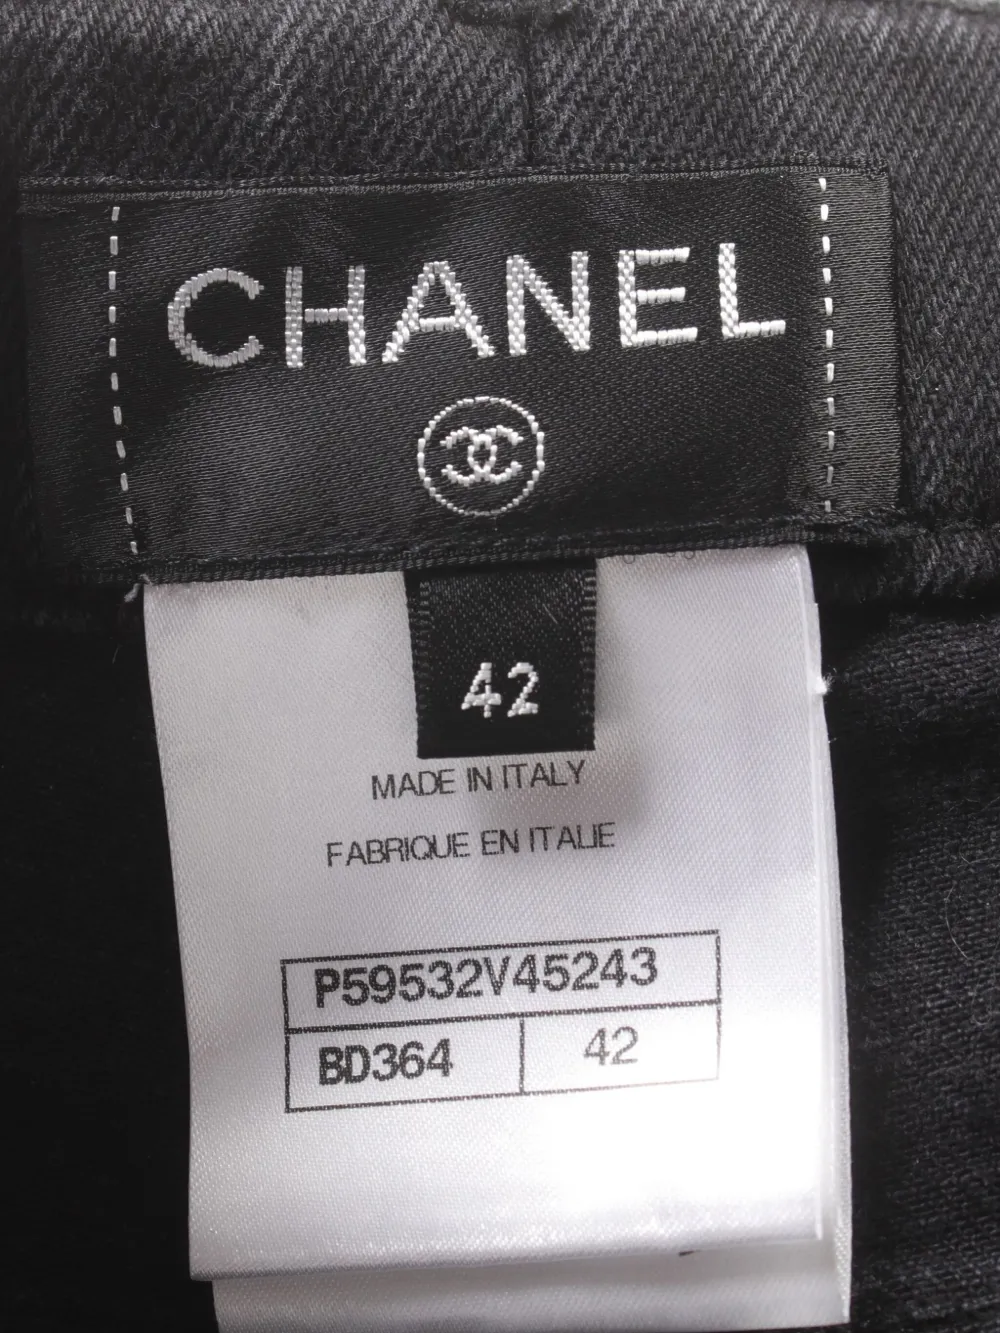 CHANEL
42
MADE IN ITALY
FABRIQUE EN ITALIE
P59532V45243
BD364 42